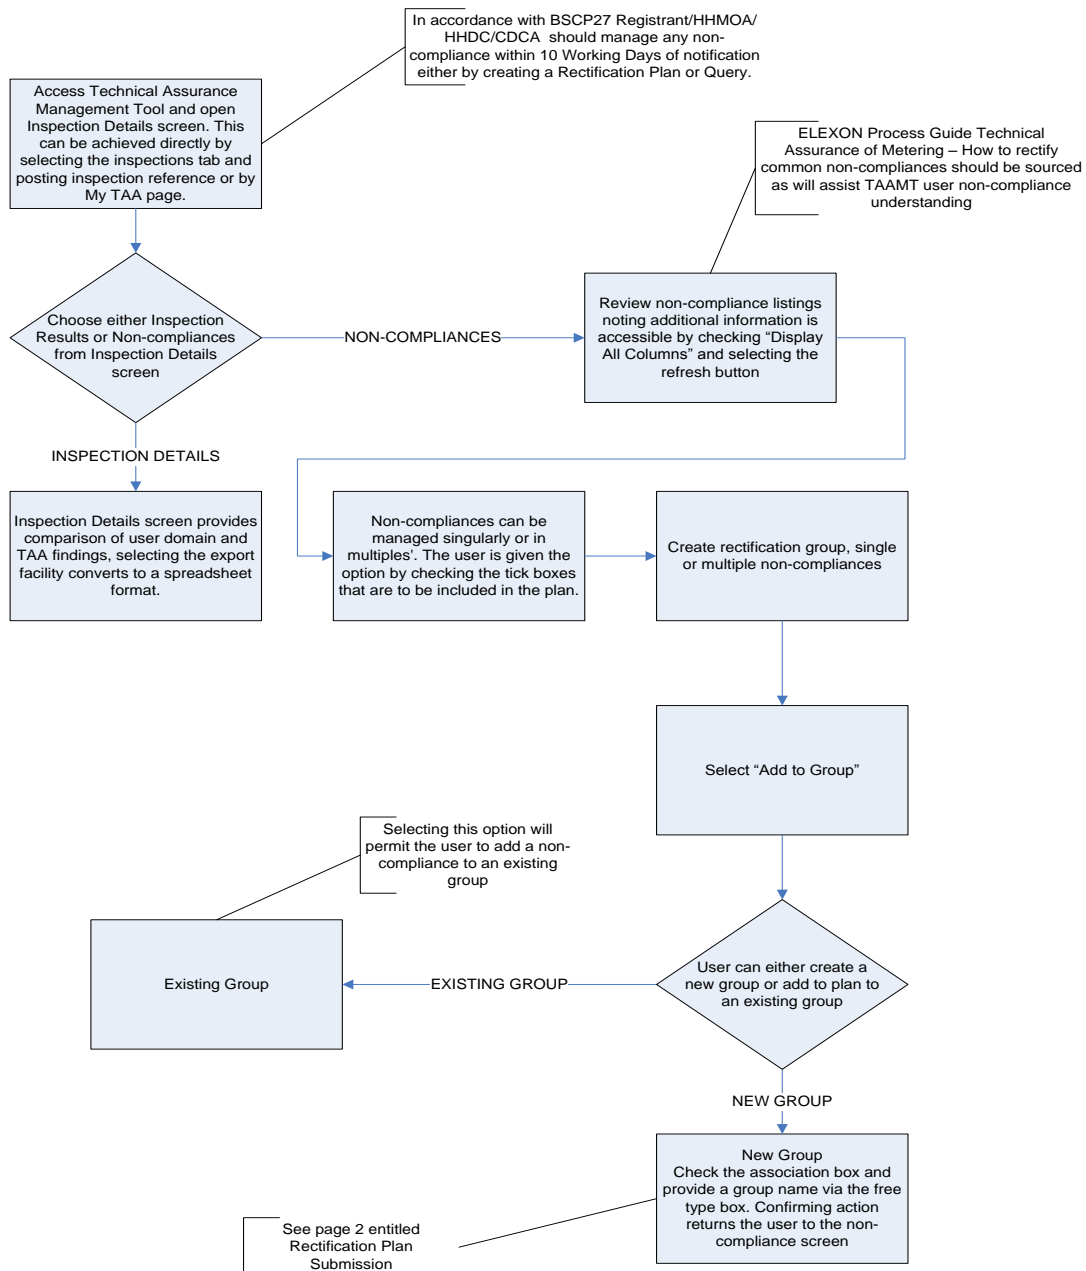 In accordance with BSCP27 Registrant/HHMOA/
HHDC/CDCA should manage any non-
compliance within 10 Working Days of notification
either by creating a Rectification Plan or Query.
Access Technical Assurance
Management Tool and open
Inspection Details screen. This
can be achieved directly by
selecting the inspections tab and
posting inspection reference or by
My TAA page.
ELEXON Process Guide Technical
Assurance of Metering – How to rectify
common non-compliances should be sourced
as will assist TAAMT user non-compliance
understanding
Choose either Inspection
Results or Non-compliances
from Inspection Details
screen
NON-COMPLIANCES
Review non-compliance listings
noting additional information is
accessible by checking “Display
All Columns” and selecting the
refresh button
INSPECTION DETAILS
Inspection Details screen provides
comparison of user domain and
TAA findings, selecting the export
facility converts to a spreadsheet
format.
Non-compliances can be
managed singularly or in
multiples'. The user is given the
option by checking the tick boxes
that are to be included in the plan.
Create rectification group, single
or multiple non-compliances
Select “Add to Group”
Selecting this option will
permit the user to add a non-
compliance to an existing
group
Existing Group
EXISTING GROUP
User can either create a
new group or add to plan to
an existing group
NEW GROUP
New Group
Check the association box and
provide a group name via the free
type box. Confirming action
returns the user to the non-
compliance screen
See page 2 entitled
Rectification Plan
Submission